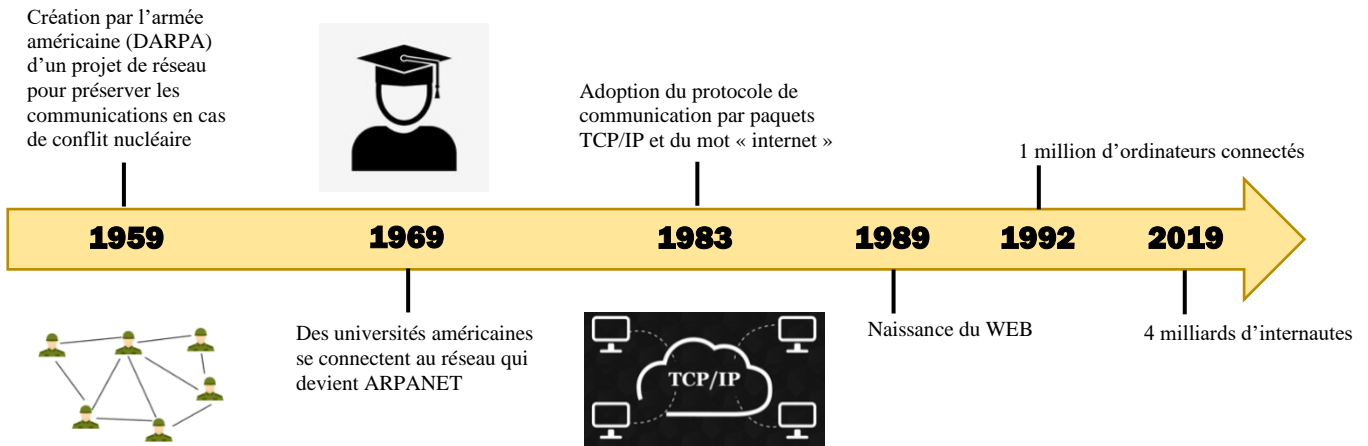 Création par l’armée
américaine (DARPA)
d’un projet de réseau
pour préserver les
communications en cas
de conflit nucléaire
Adoption du protocole de
communication par paquets
TCP/IP et du mot « internet »
1 million d’ordinateurs connectés
1959
1969
1983
1989
1992
2019
Des universités américaines
se connectent au réseau qui
devient ARPANET
TCP/IP
Naissance du WEB
4 milliards d’internautes